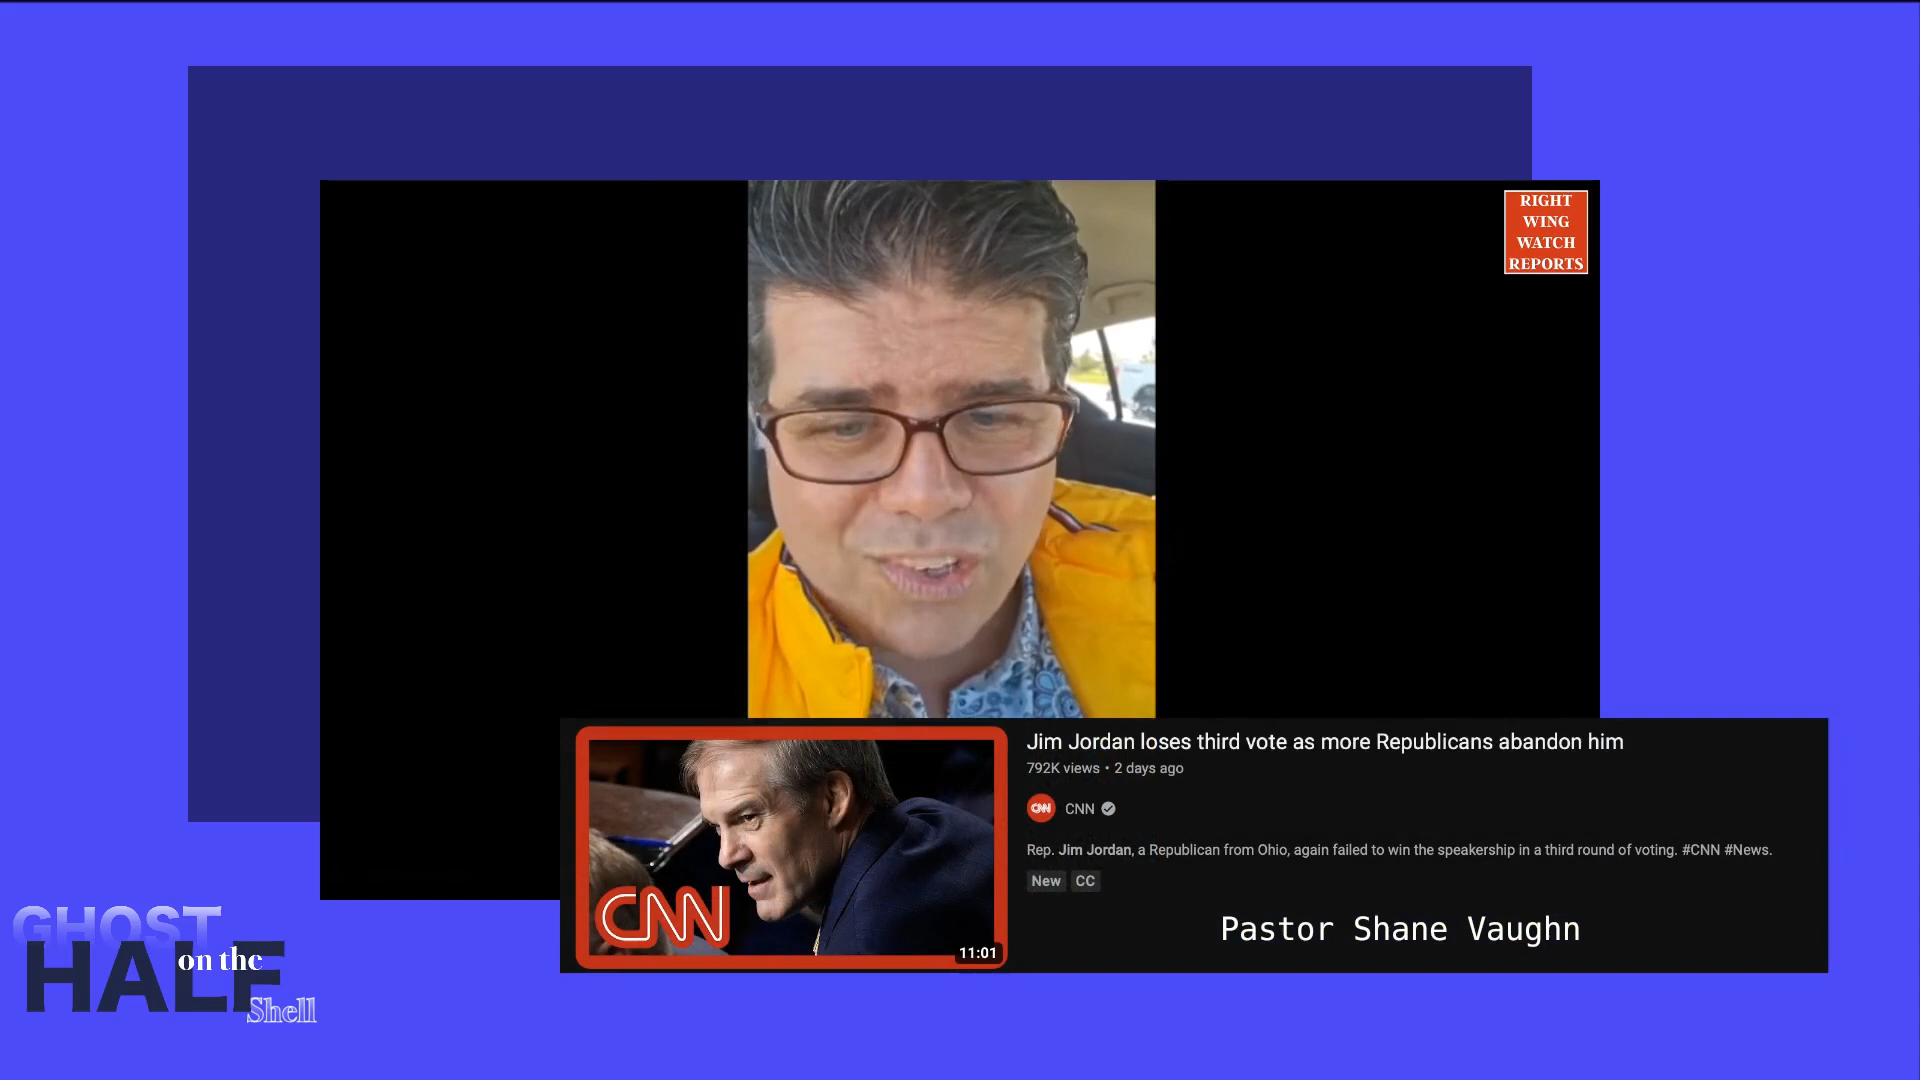 RIGHT
WING
WATCH
REPORTS
Jim Jordan loses third vote as more Republicans abandon him
792K views • 2 days ago
CNN
CNN
Rep. Jim Jordan, a Republican from Ohio, again failed to win the speakership in a third round of voting. #CNN #News.
New CC
CNN
11:01
Pastor Shane Vaughn
GHOST
on the
HALF
Shell